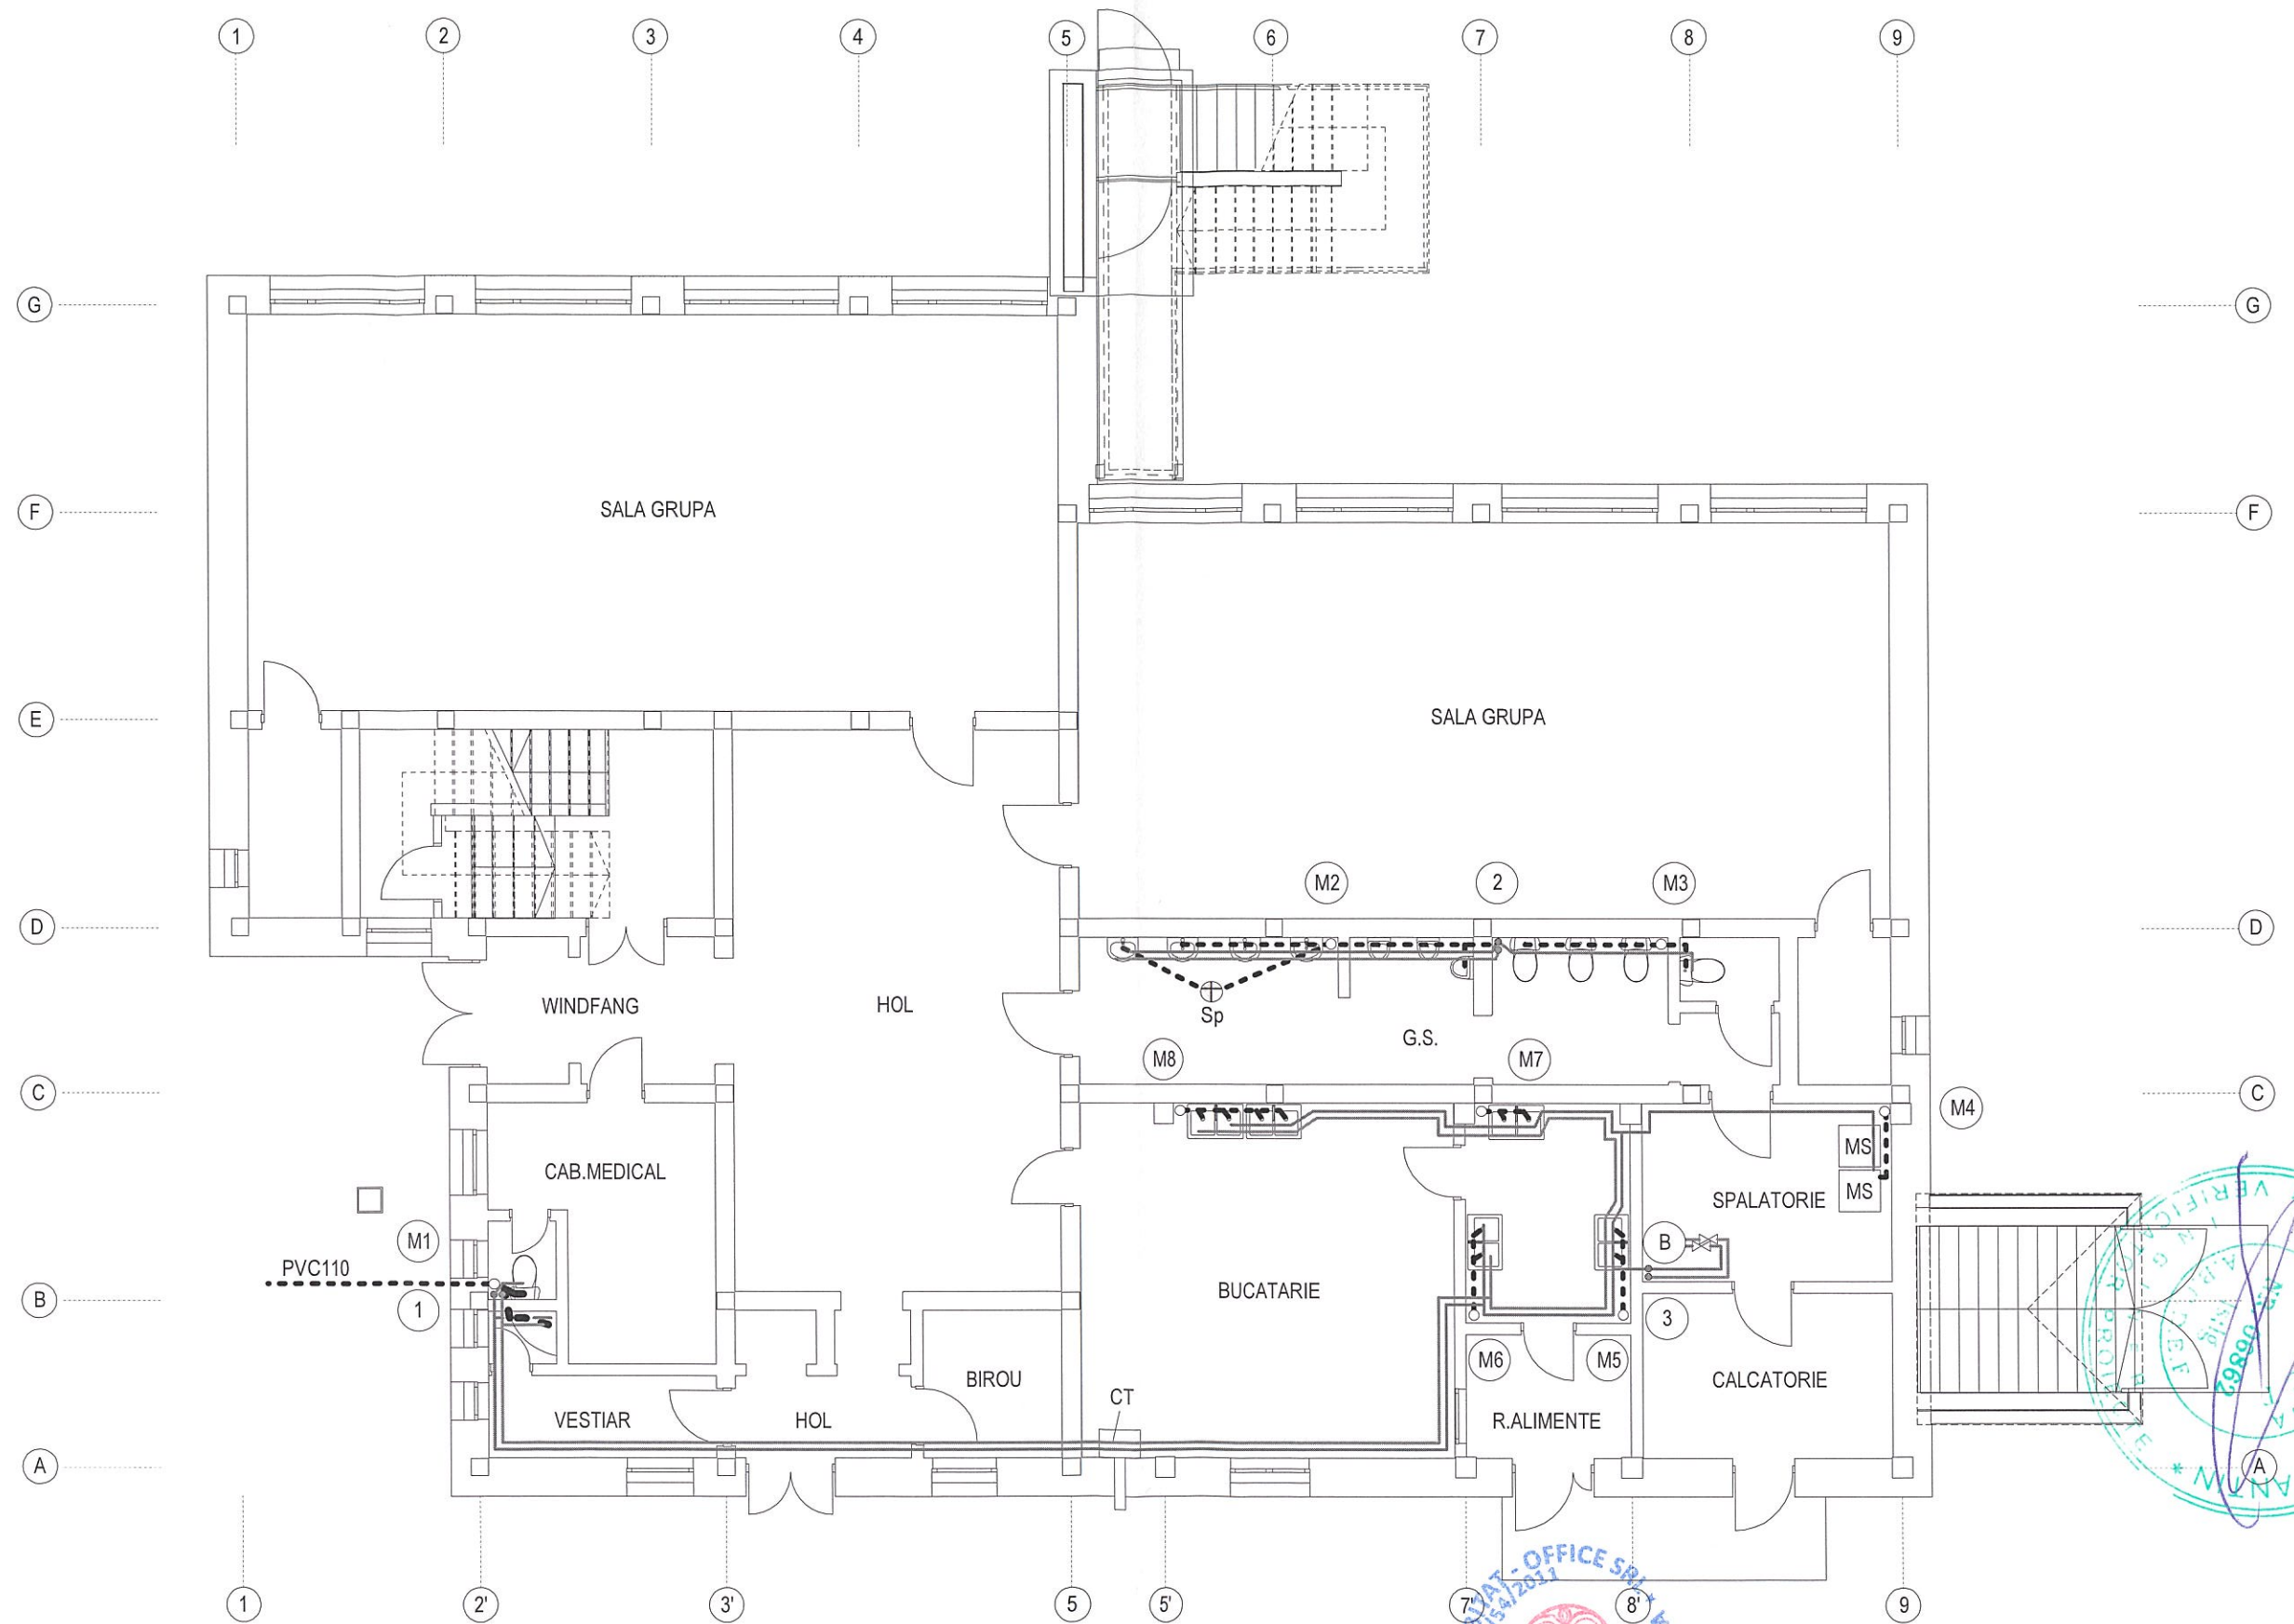 1 2 3 4 5 6 7 8 9
G G
F F
SALA GRUPA
E
SALA GRUPA
M2 2 M3
D D
WINDFANG HOL
Sp
G.S.
M8 M7
C C
M4
MS
CAB.MEDICAL
MS
SPALATORIE
M1 B
PVC110
BUCATARIE
B
1 3
M6 M5
BIROU CALCATORIE
CT
VESTIAR HOL R.ALIMENTE
A A
OFFICE SRL
1 2' 3' 5 5' 7' 8' 9
06862